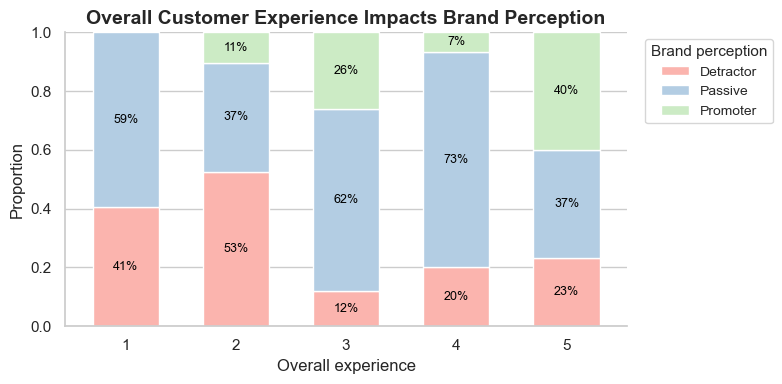 Overall Customer Experience Impacts Brand Perception
Proportion
1.0
0.8
0.6
0.4
0.2
0.0
59%
41%
11%
37%
53%
26%
62%
12%
7%
73%
20%
40%
37%
23%
1 2 3 4 5
Overall experience
Brand perception
Detractor
Passive
Promoter